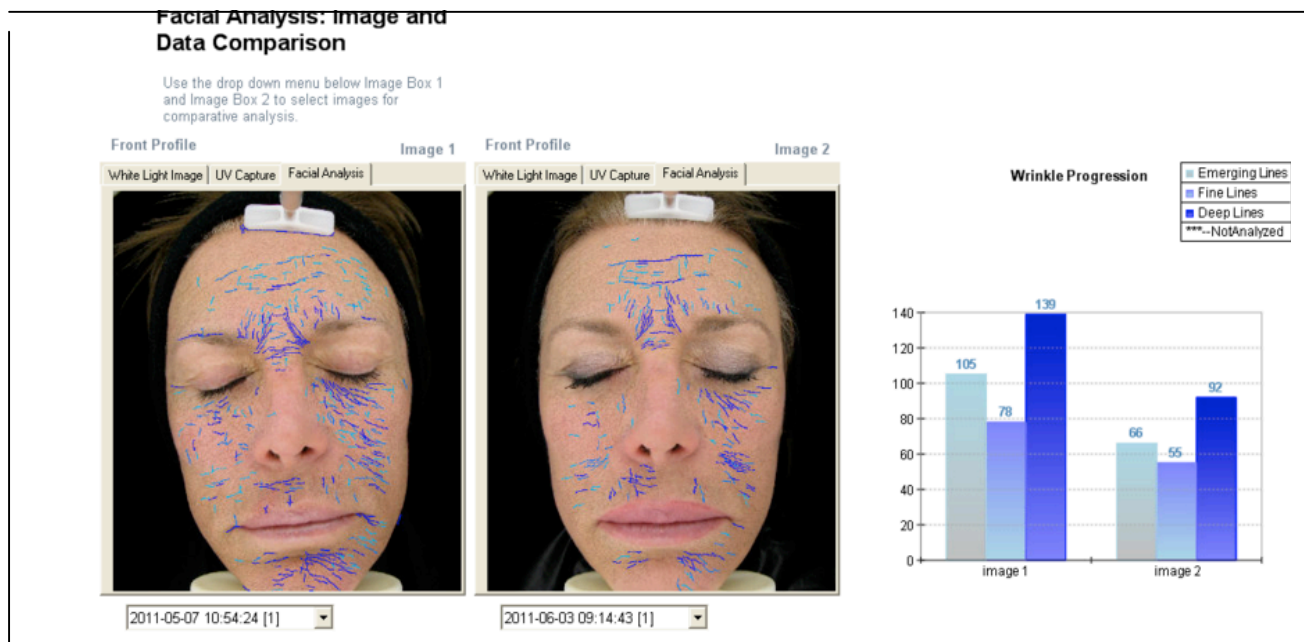 Facial Analysis: Image and
Data Comparison
Use the drop down menu below Image Box 1
and Image Box 2 to select images for
comparative analysis.
Front Profile
Image 1
White Light Image
UV Capture
Facial Analysis
2011-05-07 10:54:24 [1]
Front Profile
Image 2
White Light Image
UV Capture
Facial Analysis
2011-06-03 09:14:43 [1]
Wrinkle Progression
Emerging Lines
Fine Lines
Deep Lines
***--NotAnalyzed
140
120
100
80
60
40
20
0
105
78
139
66
55
92
image 1
image 2